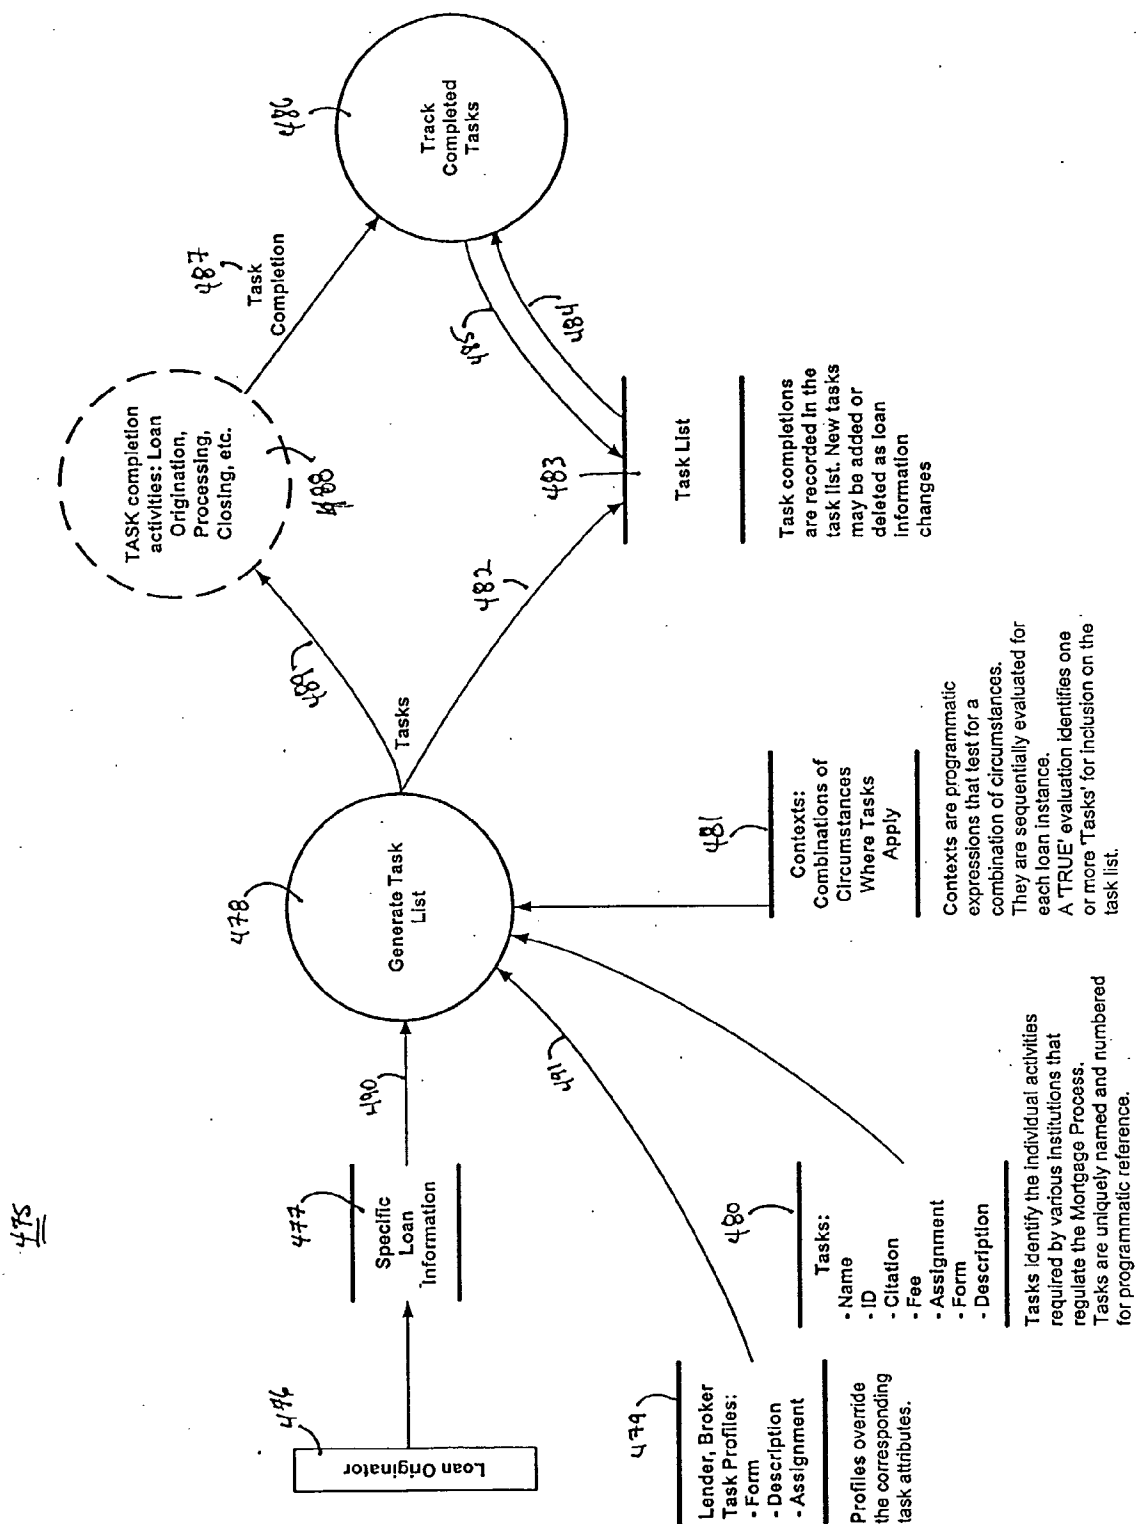 475
476
Loan Originator
477
Specific
Loan
Information
490
478
Generate Task
List
479
Lender, Broker
Task Profiles:
- Form
- Description
- Assignment
Profiles override
the corresponding
task attributes.
491
480
Tasks:
- Name
- ID
- Citation
- Fee
- Assignment
- Form
- Description
Tasks identify the individual activities
required by various institutions that
regulate the Mortgage Process.
Tasks are uniquely named and numbered
for programmatic reference.
481
Contexts:
Combinations of
Circumstances
Where Tasks
Apply
Contexts are programmatic
expressions that test for a
combination of circumstances.
They are sequentially evaluated for
each loan instance.
A 'TRUE' evaluation identifies one
or more 'Tasks' for inclusion on the
task list.
Tasks
489
482
TASK completion
activities: Loan
Origination,
Processing,
Closing, etc.
488
483
Task List
Task completions
are recorded in the
task list. New tasks
may be added or
deleted as loan
information
changes
487
Task
Completion
485
484
486
Track
Completed
Tasks